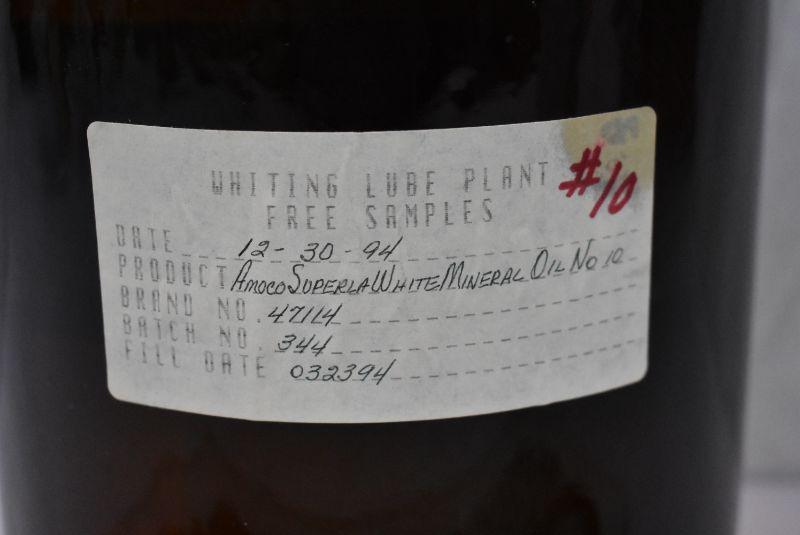 WHITING LUBE PLANT
#10
FREE SAMPLES
DATE 12-30-94
PRODUCT Amoco Superla White Mineral Oil No 10
BRAND NO. 47114
BATCH NO. 344
FILL DATE 032394